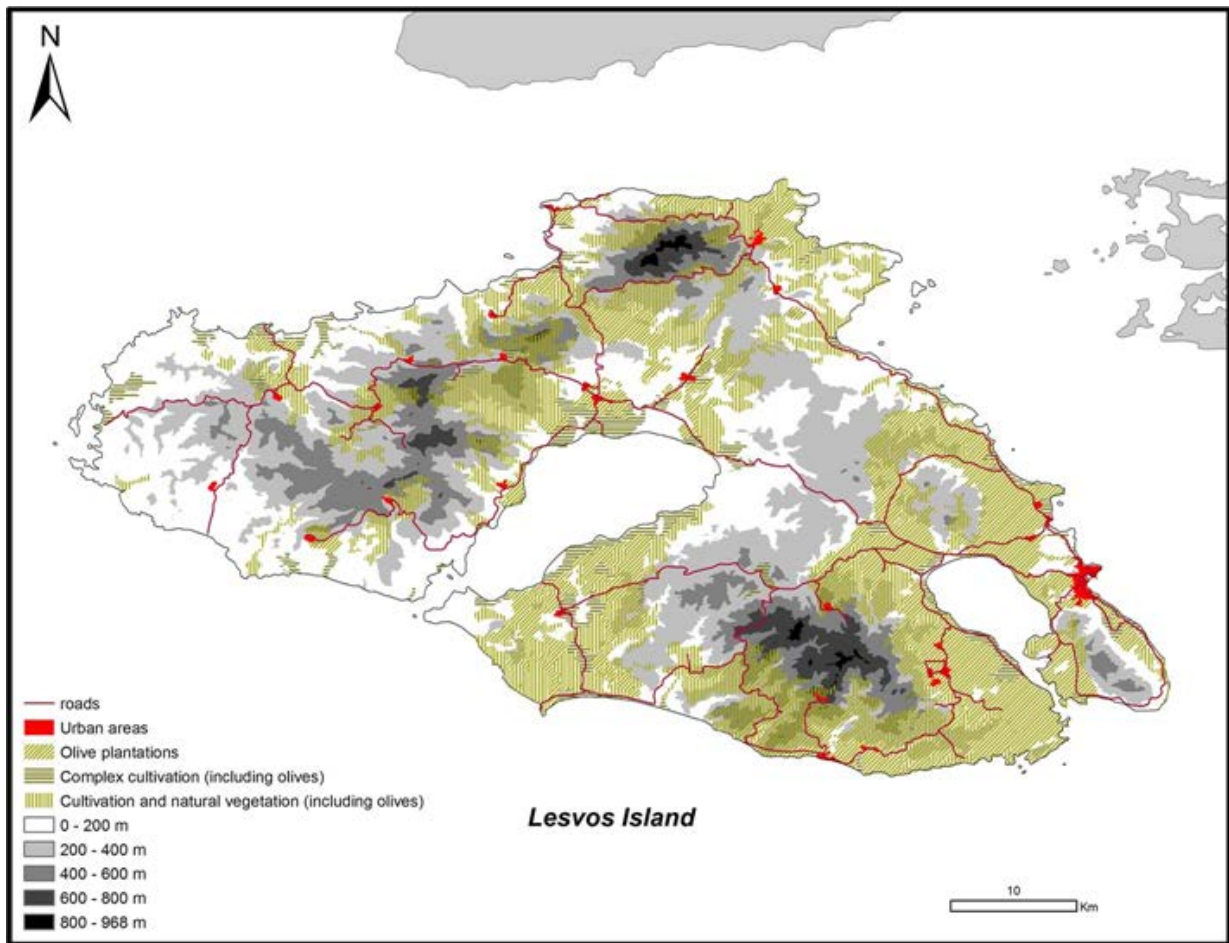 N
roads
Urban areas
Olive plantations
Complex cultivation (including olives)
Cultivation and natural vegetation (including olives)
0 - 200 m
200 - 400 m
400 - 600 m
600 - 800 m
800 - 968 m
Lesvos Island
10
Km